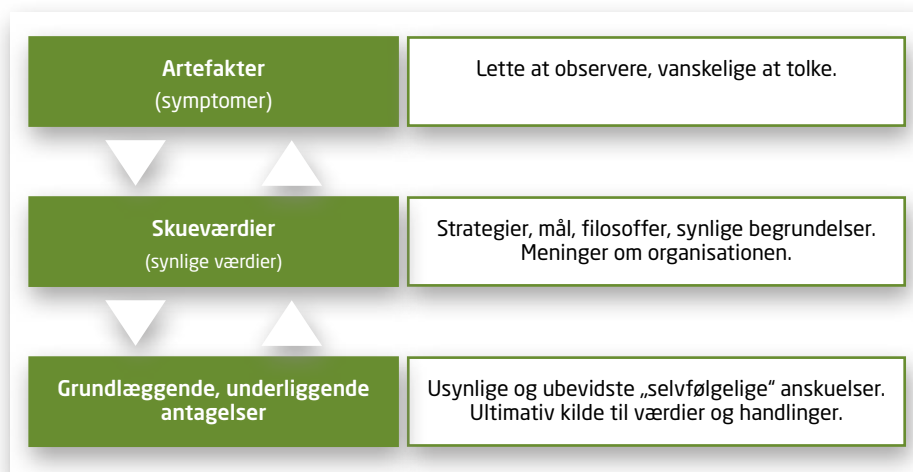 Artefakter
(symptomer)
Lette at observere, vanskelige at tolke.
Skueværdier
(synlige værdier)
Strategier, mål, filosoffer, synlige begrundelser.
Meninger om organisationen.
Grundlæggende, underliggende
antagelser
Usynlige og ubevidste „selvfølgelige“ anskuelser.
Ultimativ kilde til værdier og handlinger.